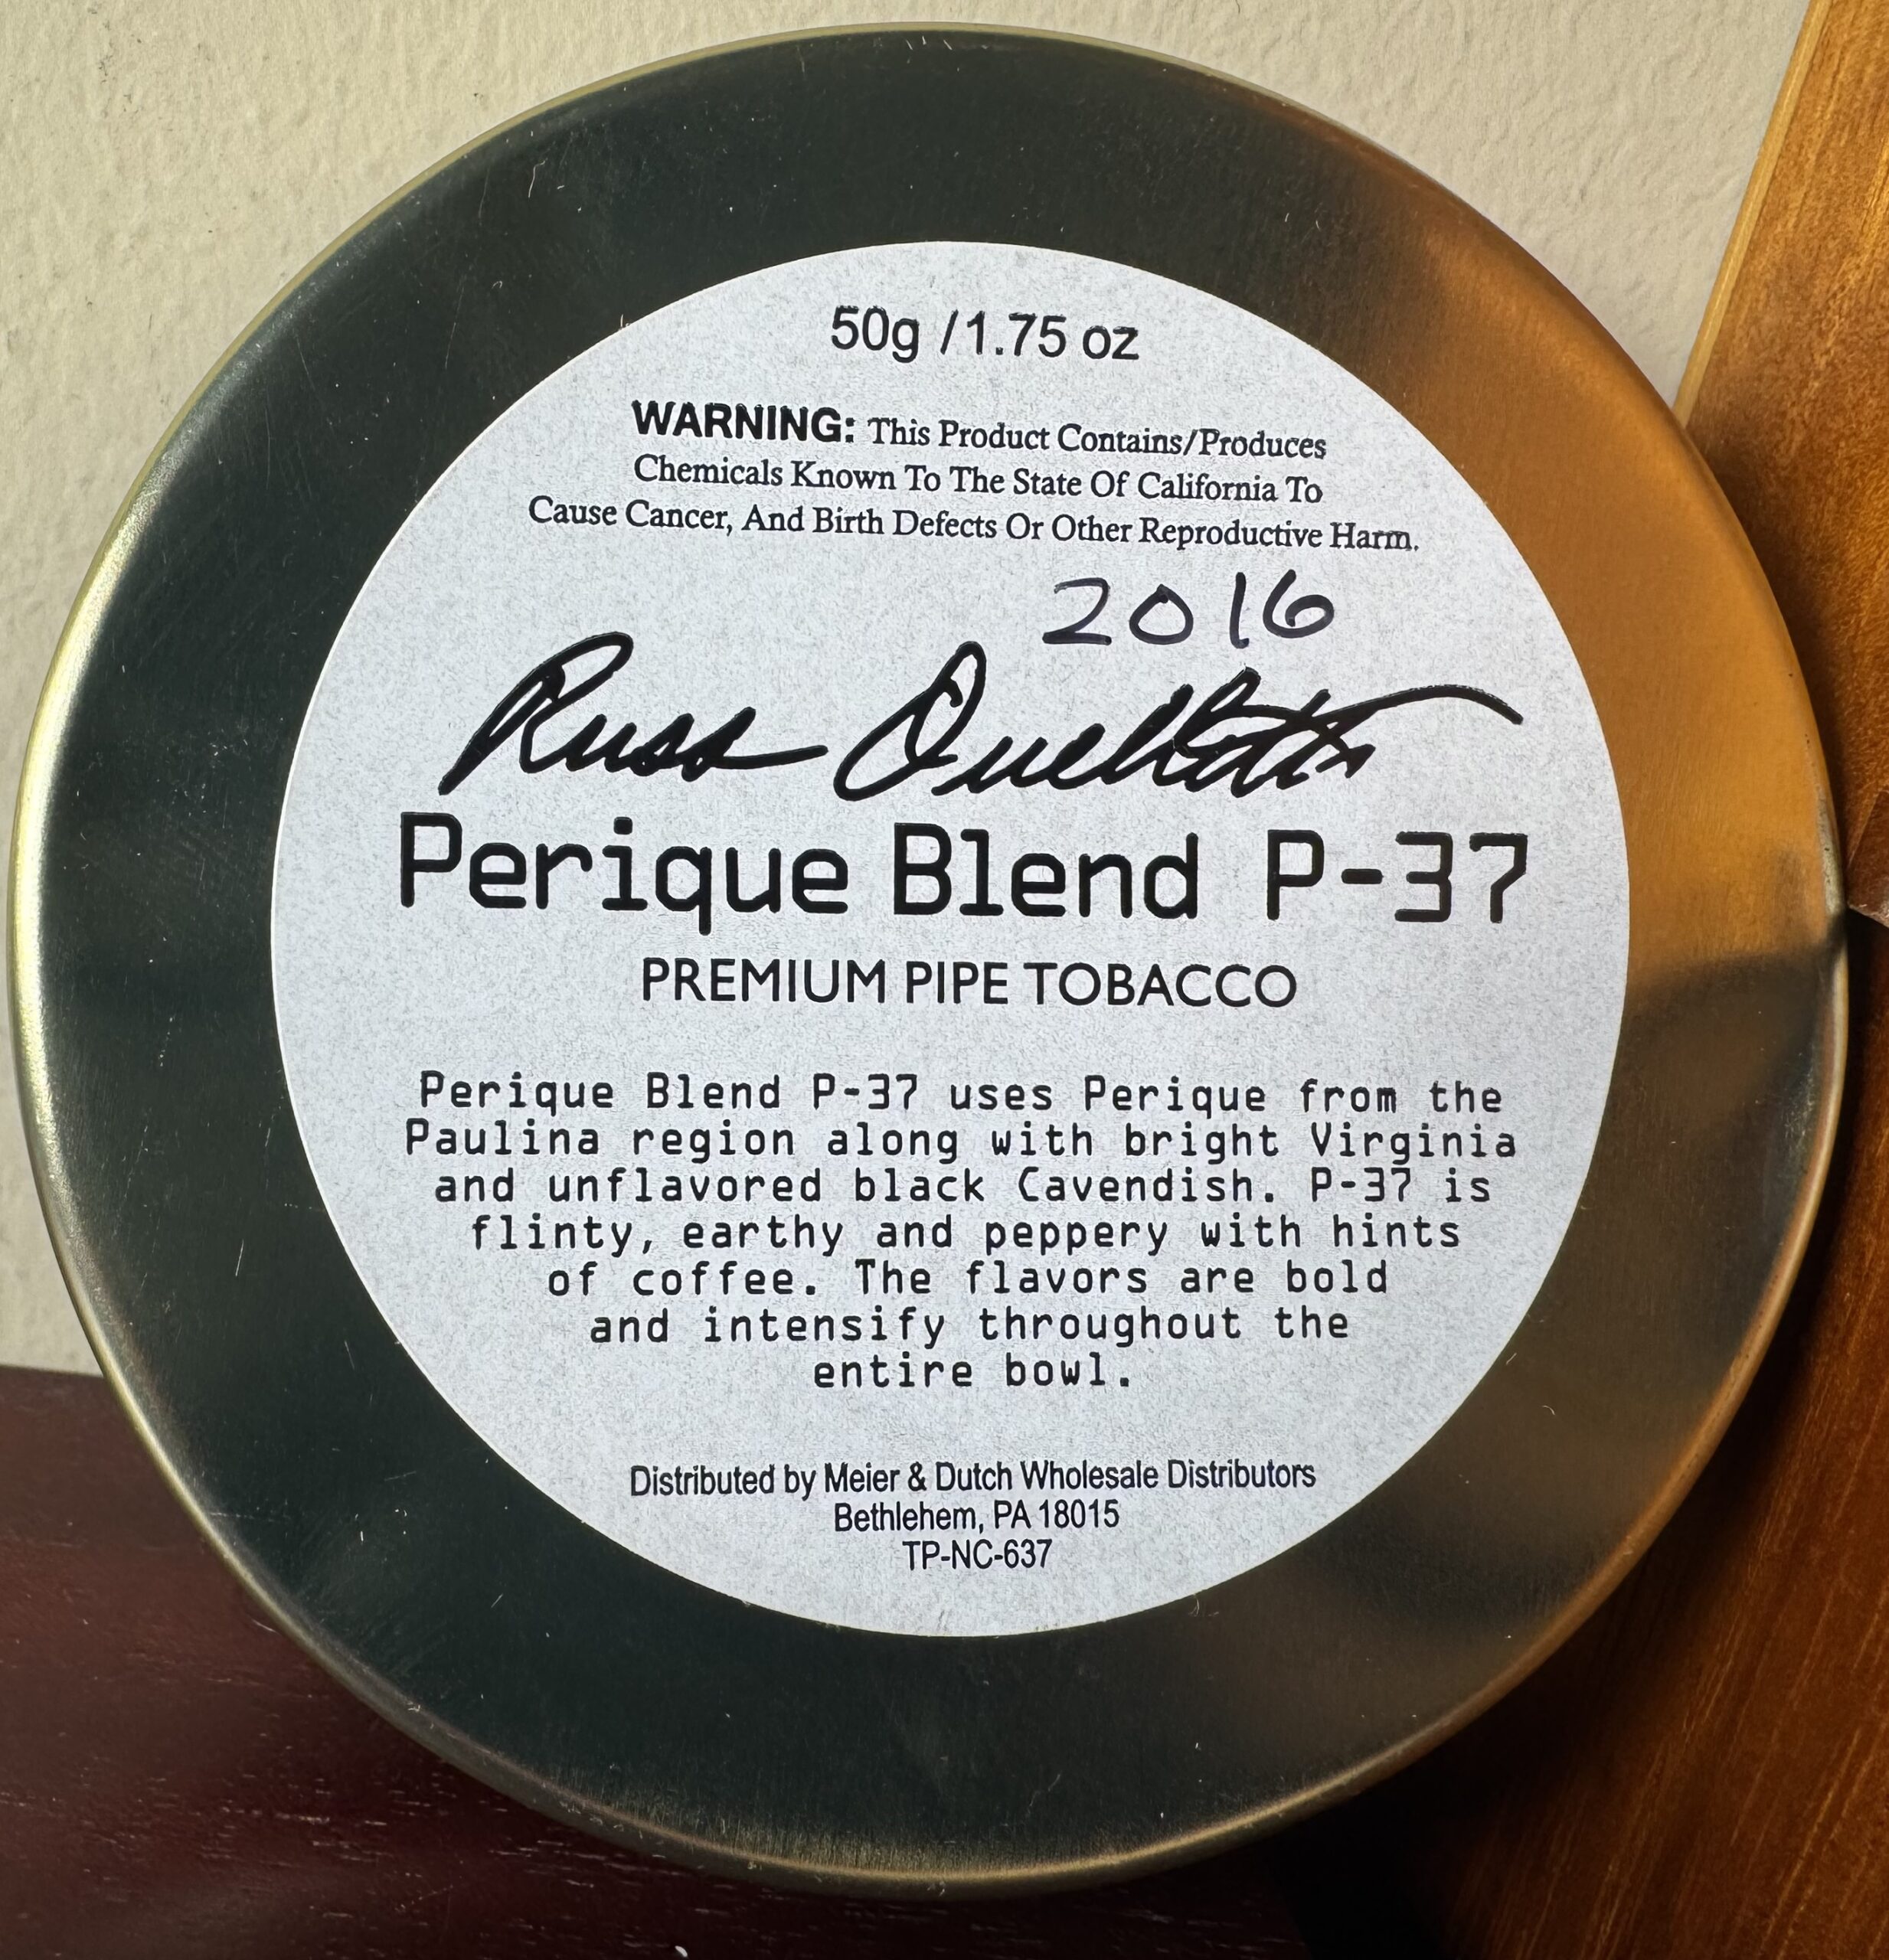 50g / 1.75 oz
WARNING: This Product Contains/Produces
Chemicals Known To The State Of California To
Cause Cancer, And Birth Defects Or Other Reproductive Harm.
2016
Russ Ouellette
Perique Blend P-37
PREMIUM PIPE TOBACCO
Perique Blend P-37 uses Perique from the
Paulina region along with bright Virginia
and unflavored black Cavendish. P-37 is
flinty, earthy and peppery with hints
of coffee. The flavors are bold
and intensify throughout the
entire bowl.
Distributed by Meier & Dutch Wholesale Distributors
Bethlehem, PA 18015
TP-NC-637